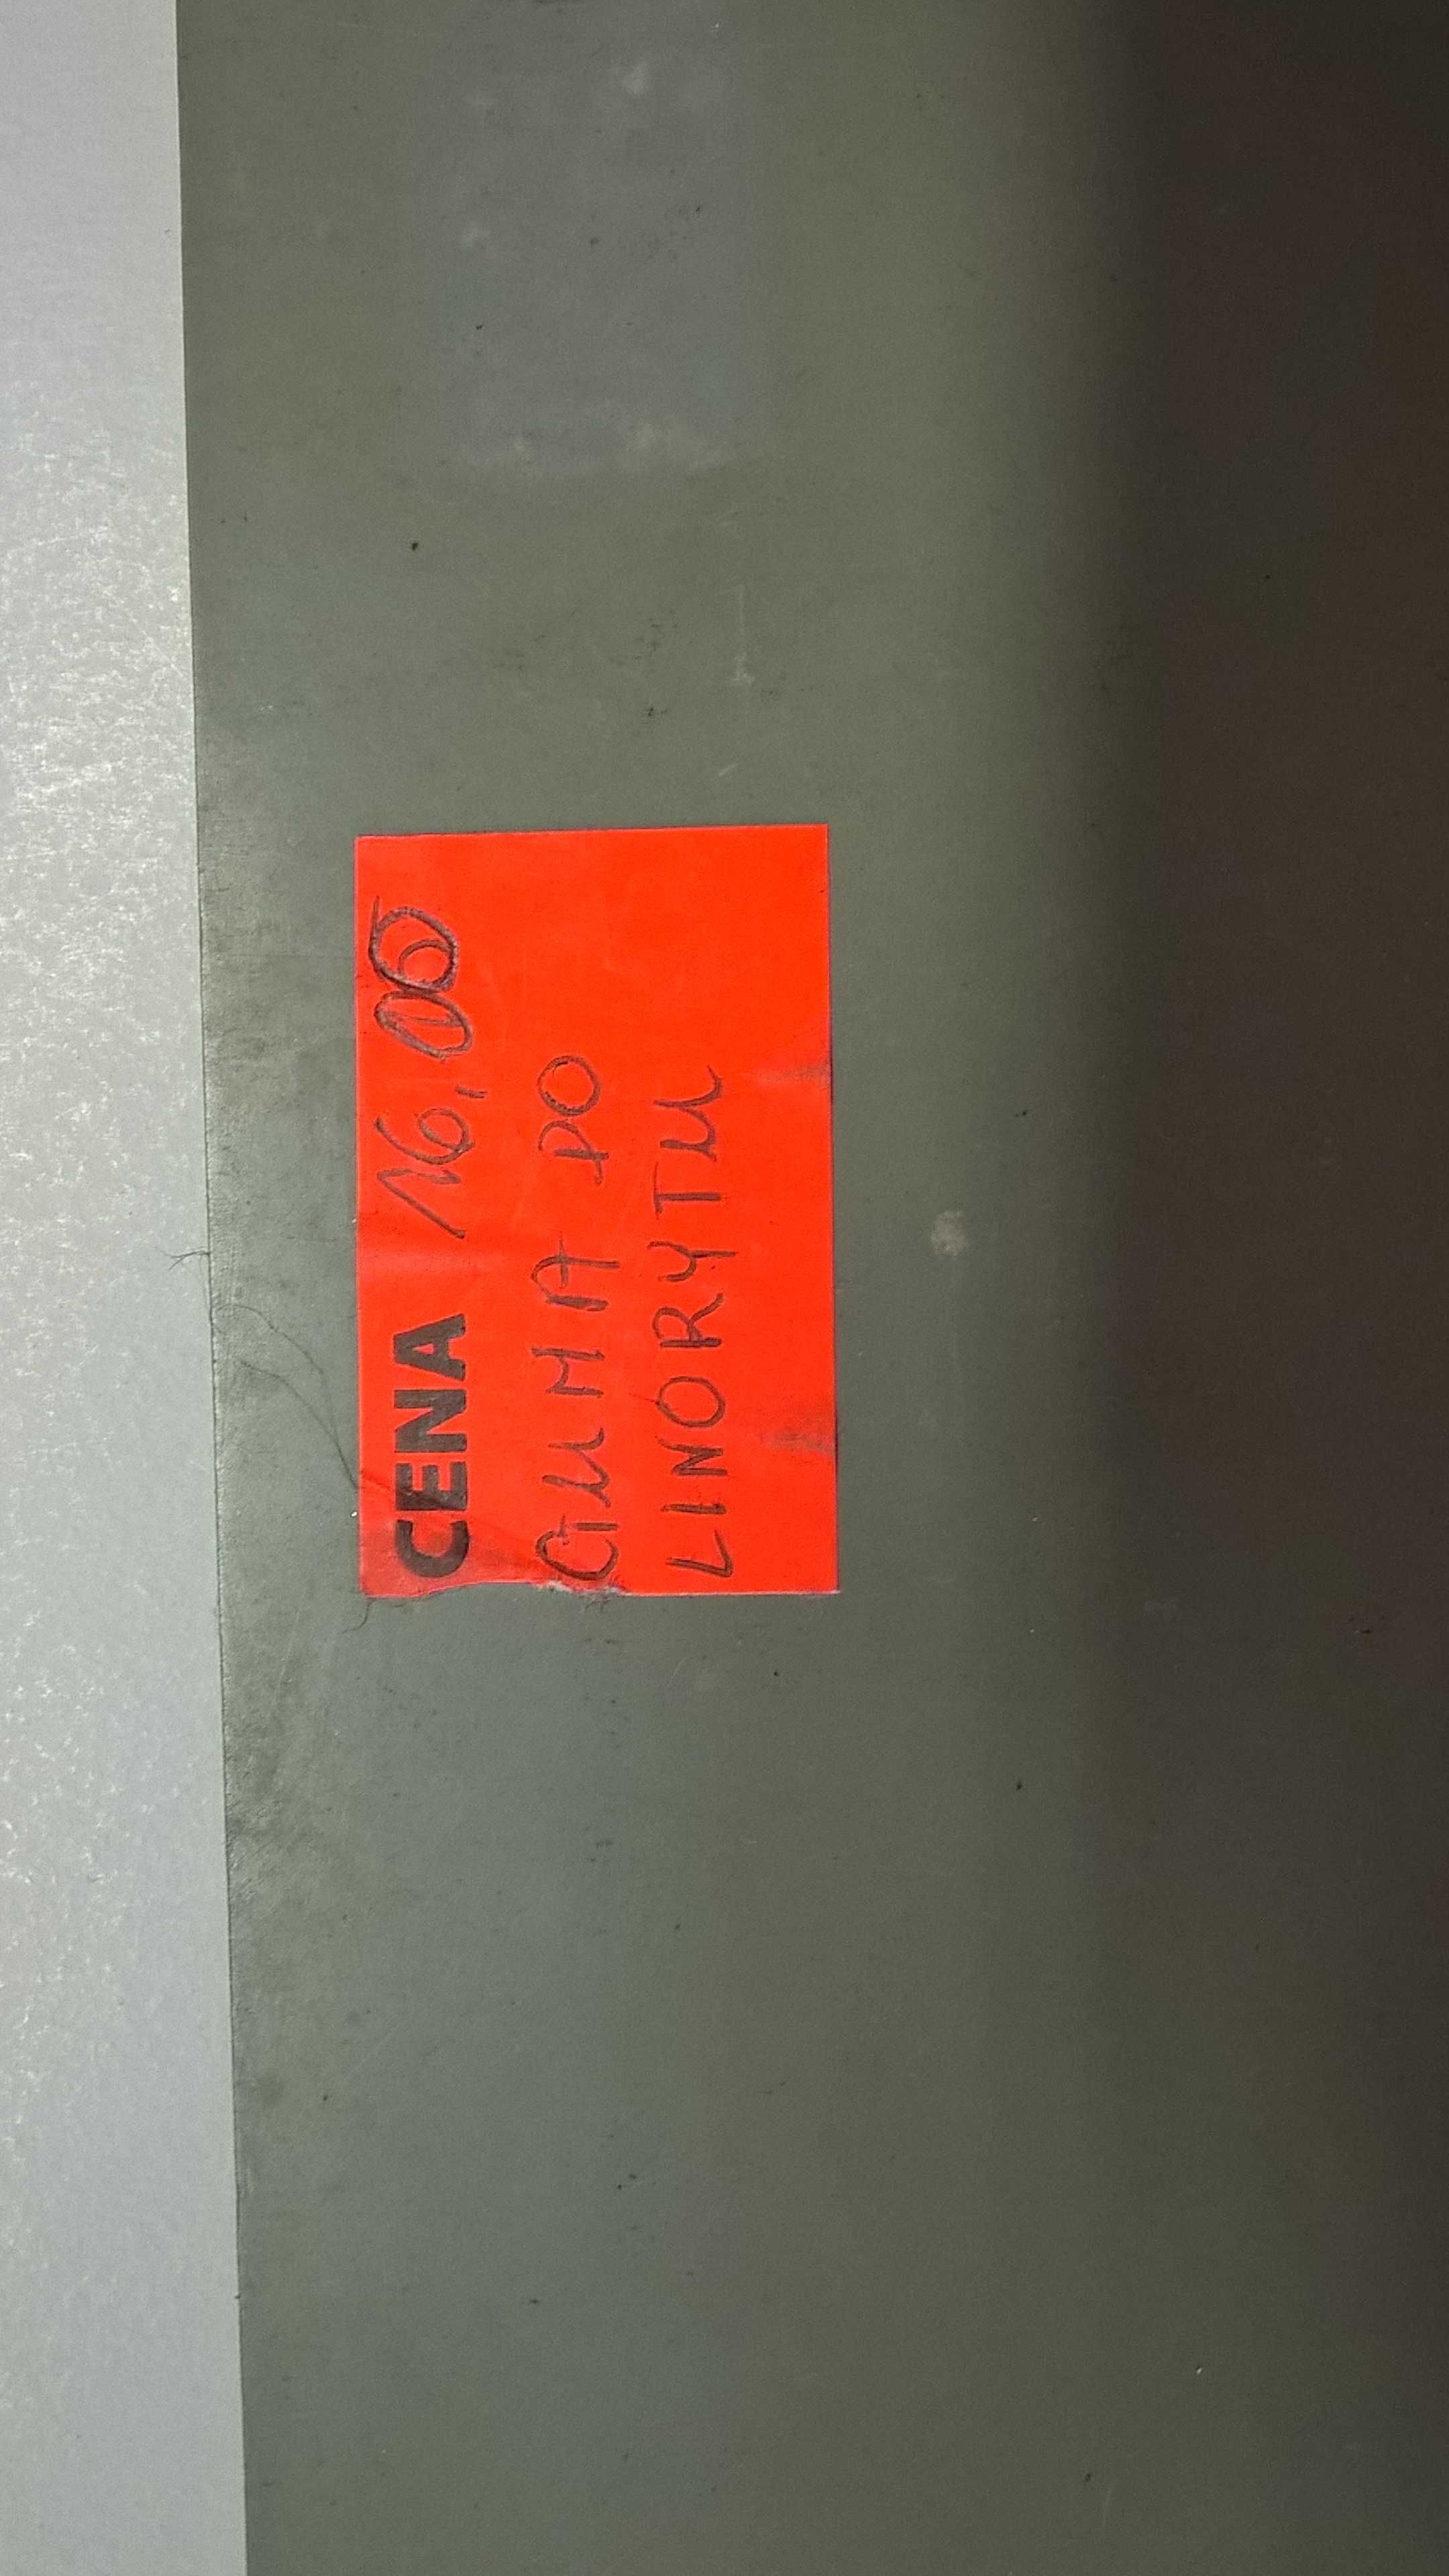 CENA 16,00
GUMA DO
LINORYTU